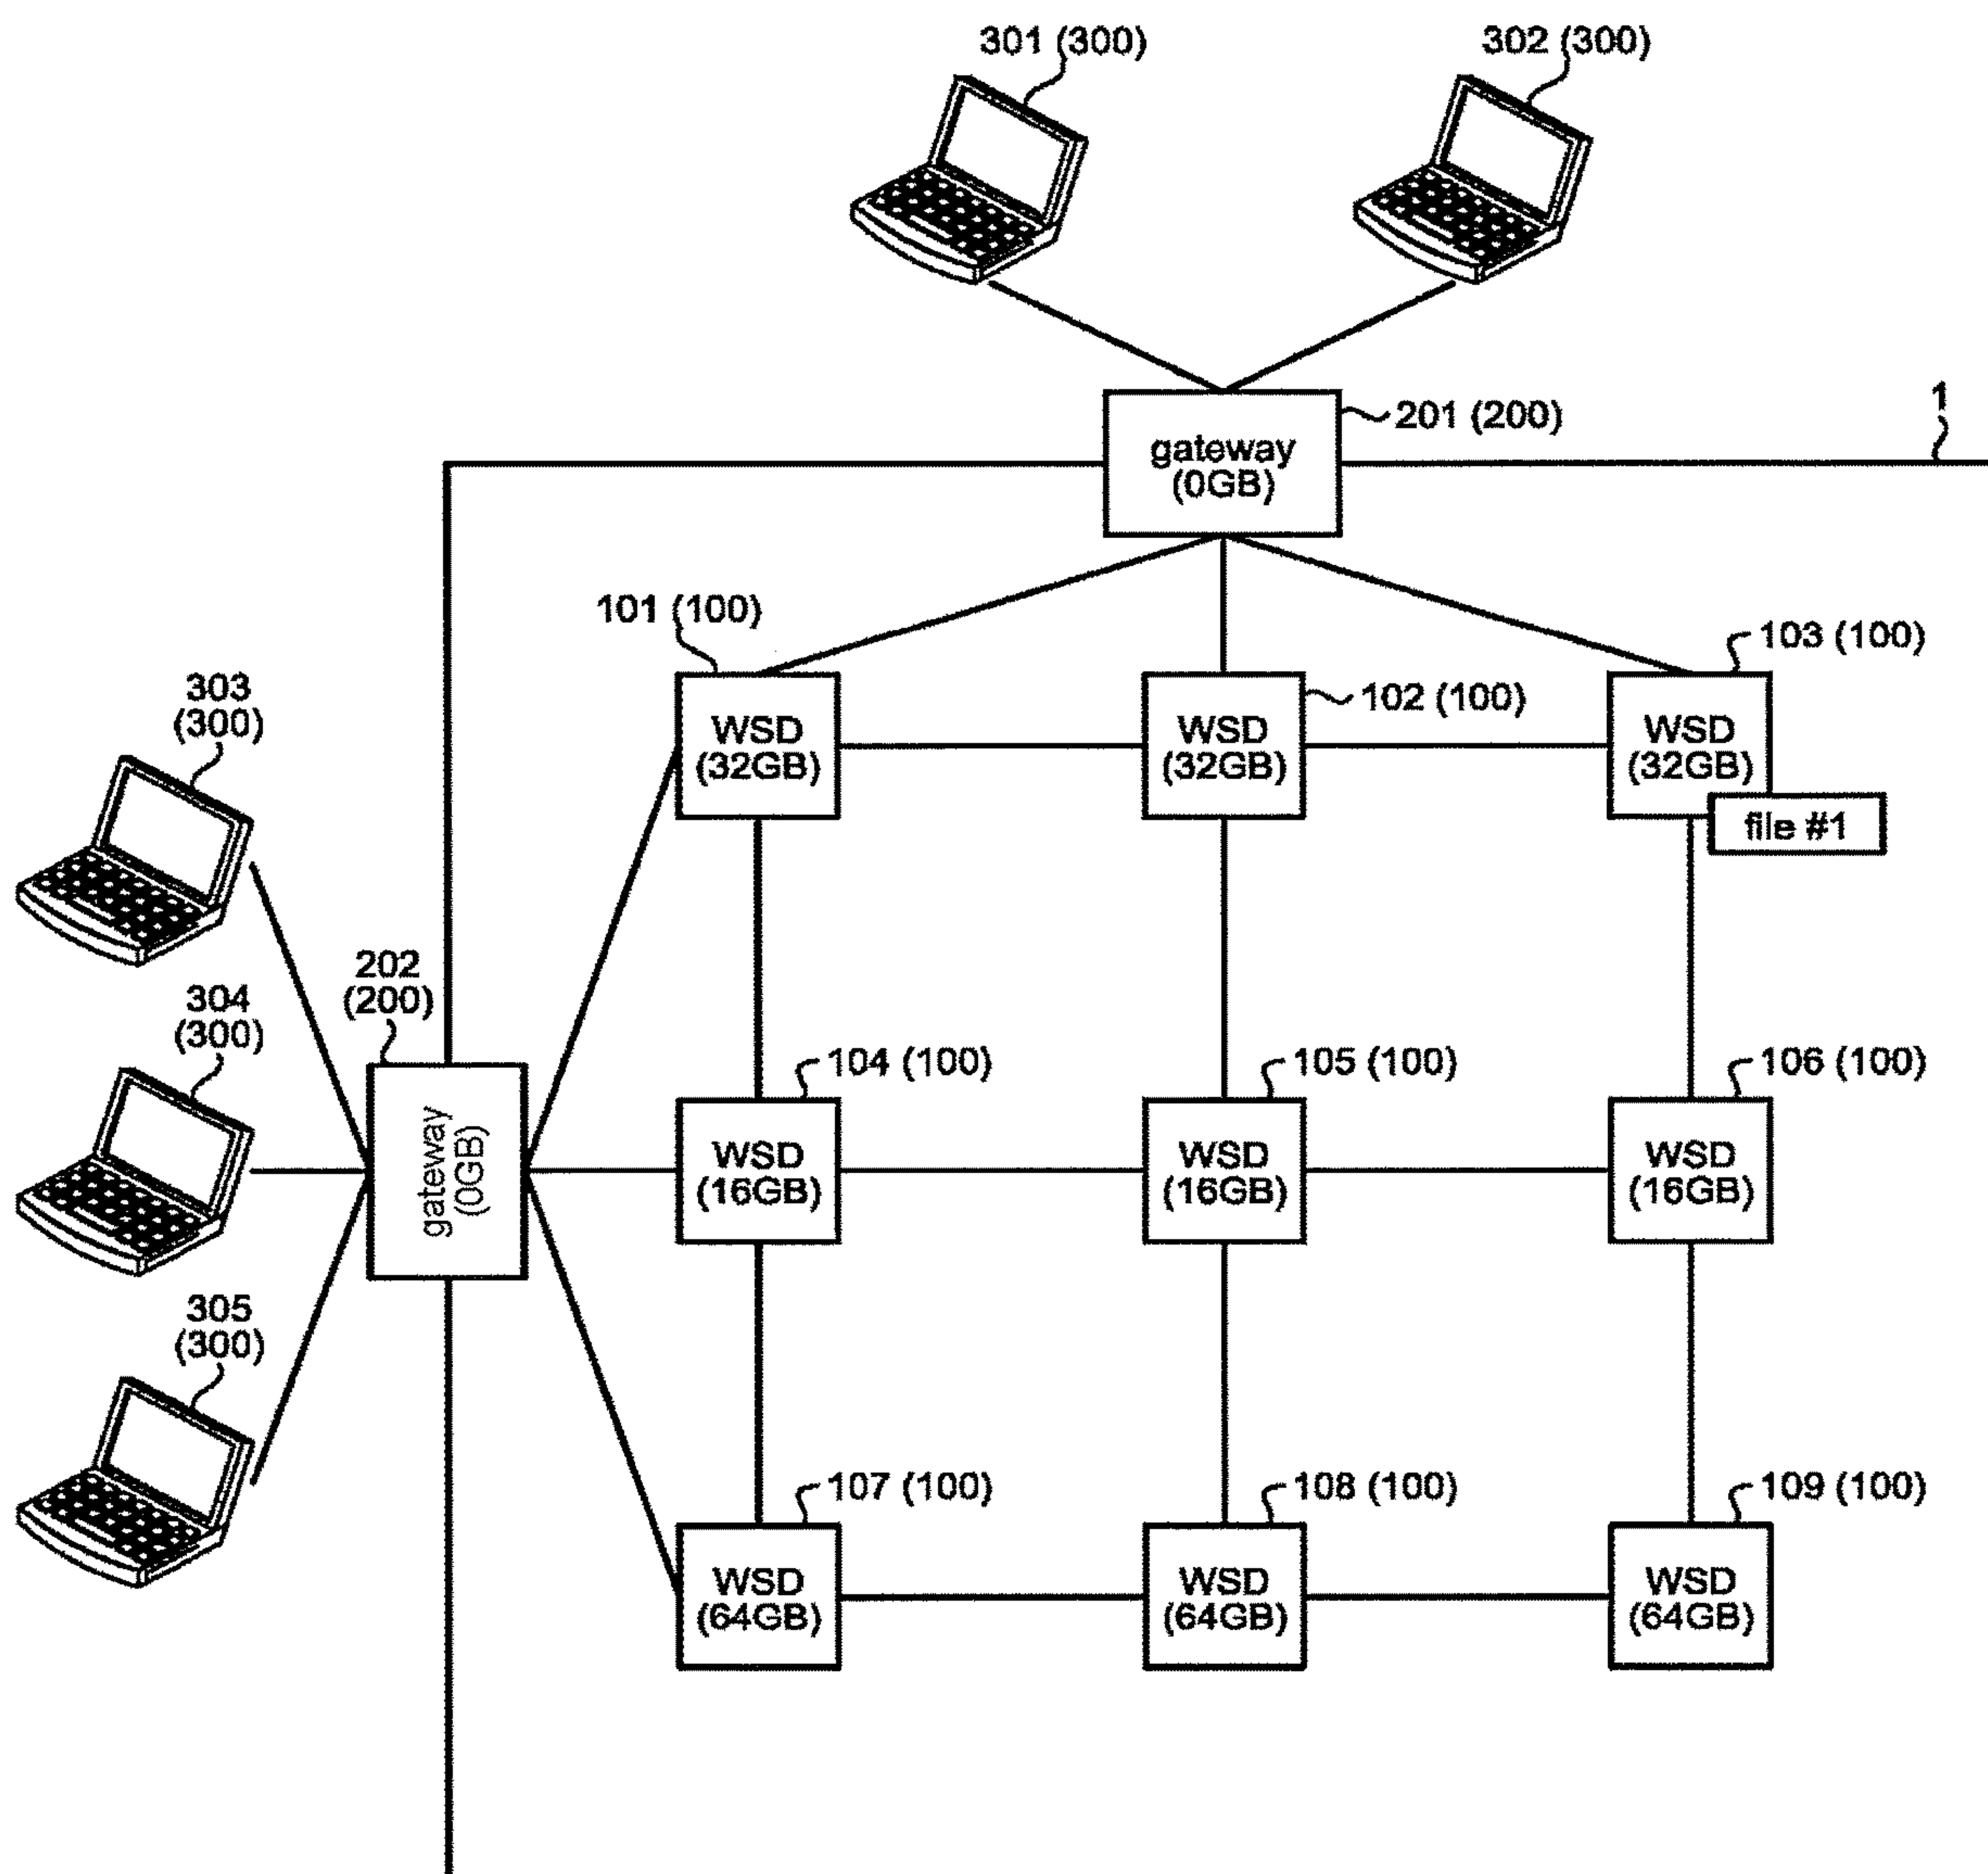 301 (300)
302 (300)
gateway
(0GB)
201 (200)
1
101 (100)
103 (100)
102 (100)
WSD
(32GB)
WSD
(32GB)
WSD
(32GB)
file #1
303
(300)
304
(300)
202
(200)
gateway
(0GB)
104 (100)
105 (100)
106 (100)
WSD
(16GB)
WSD
(16GB)
WSD
(16GB)
305
(300)
107 (100)
108 (100)
109 (100)
WSD
(64GB)
WSD
(64GB)
WSD
(64GB)